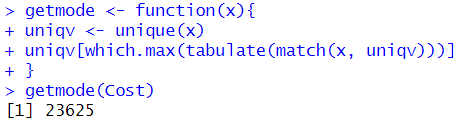 > getmode <- function(x){
+ uniqv <- unique(x)
+ uniqv[which.max(tabulate(match(x, uniqv)))]
+ }
> getmode(Cost)
[1] 23625